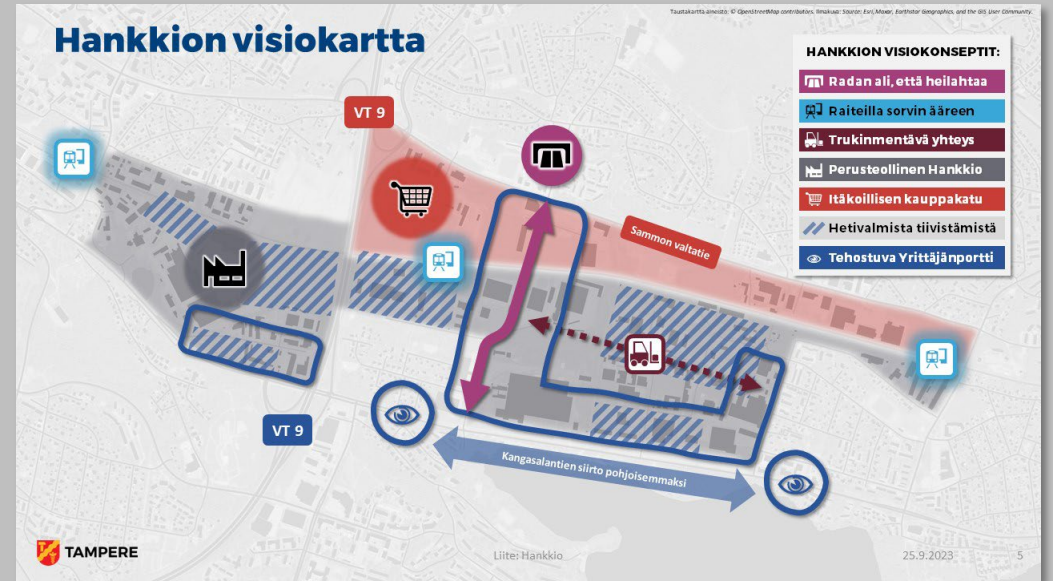 Taustakartta aineisto: © OpenStreetMap contributors. Ilmakuva: Source: Esri, Maxar, Earthstar Geographics, and the GIS User Community.
Hankkion visiokartta
HANKKION VISIOKONSEPTIT:
Radan ali, että heilahtaa
Raiteilla sorvin ääreen
Trukinmentävä yhteys
Perusteollinen Hankkio
Itäkoillisen kauppakatu
Hetivalmista tiivistämistä
Tehostuva Yrittäjänportti
VT 9
Sammon valtatie
VT 9
Kangasalantien siirto pohjoisemmaksi
TAMPERE
Liite: Hankkio
25.9.2023
5